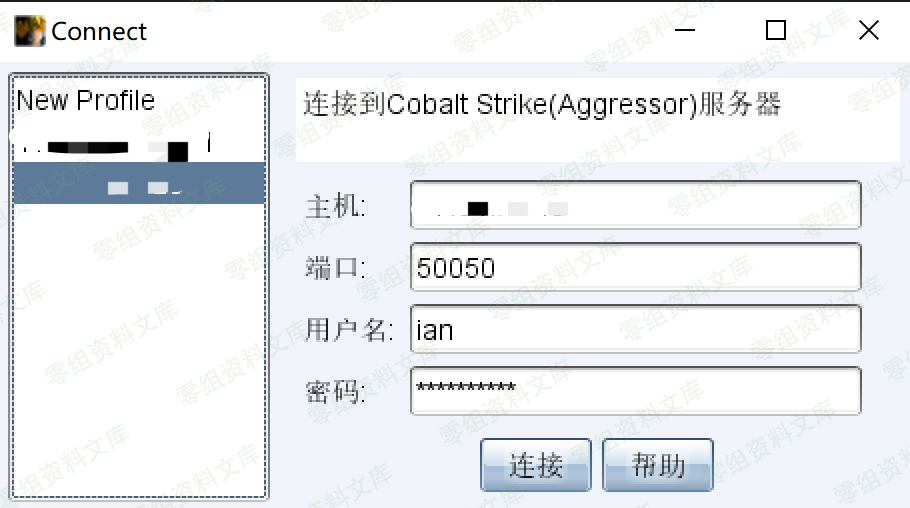 Connect
New Profile
连接到Cobalt Strike(Aggressor)服务器
主机:
端口: 50050
用户名: ian
密码: **********
连接 帮助
零组资料文库